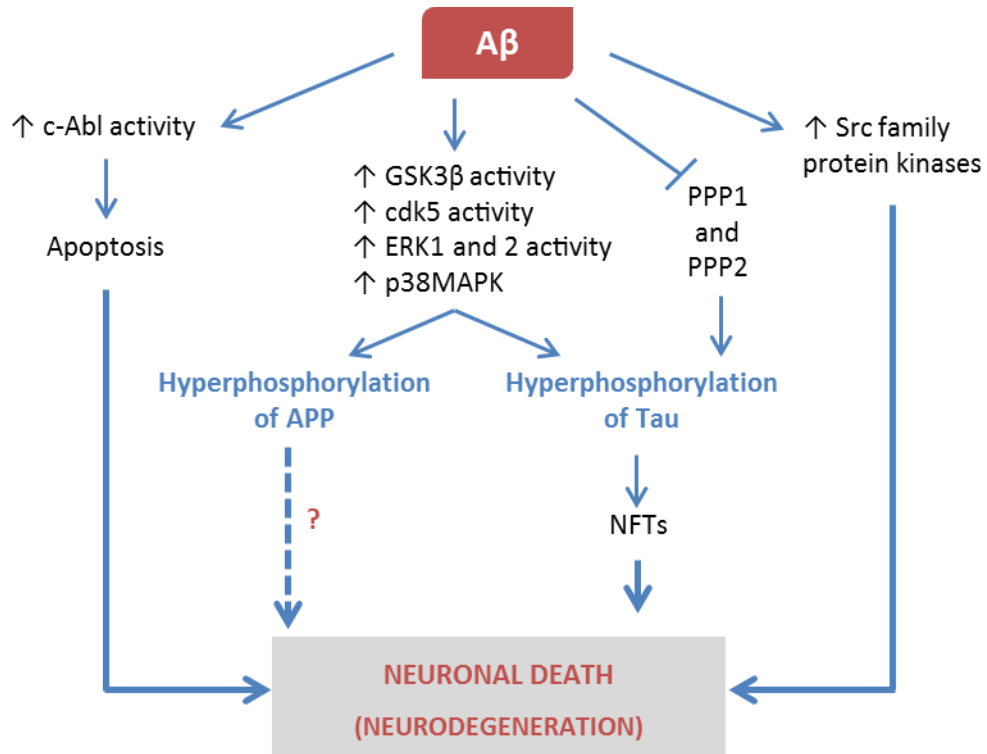 Aβ
↑ c-Abl activity
↑ Src family
protein kinases
↑ GSK3β activity
↑ cdk5 activity
↑ ERK1 and 2 activity
↑ p38MAPK
PPP1
and
PPP2
Apoptosis
Hyperphosphorylation
of APP
Hyperphosphorylation
of Tau
?
NFTs
NEURONAL DEATH
(NEURODEGENERATION)